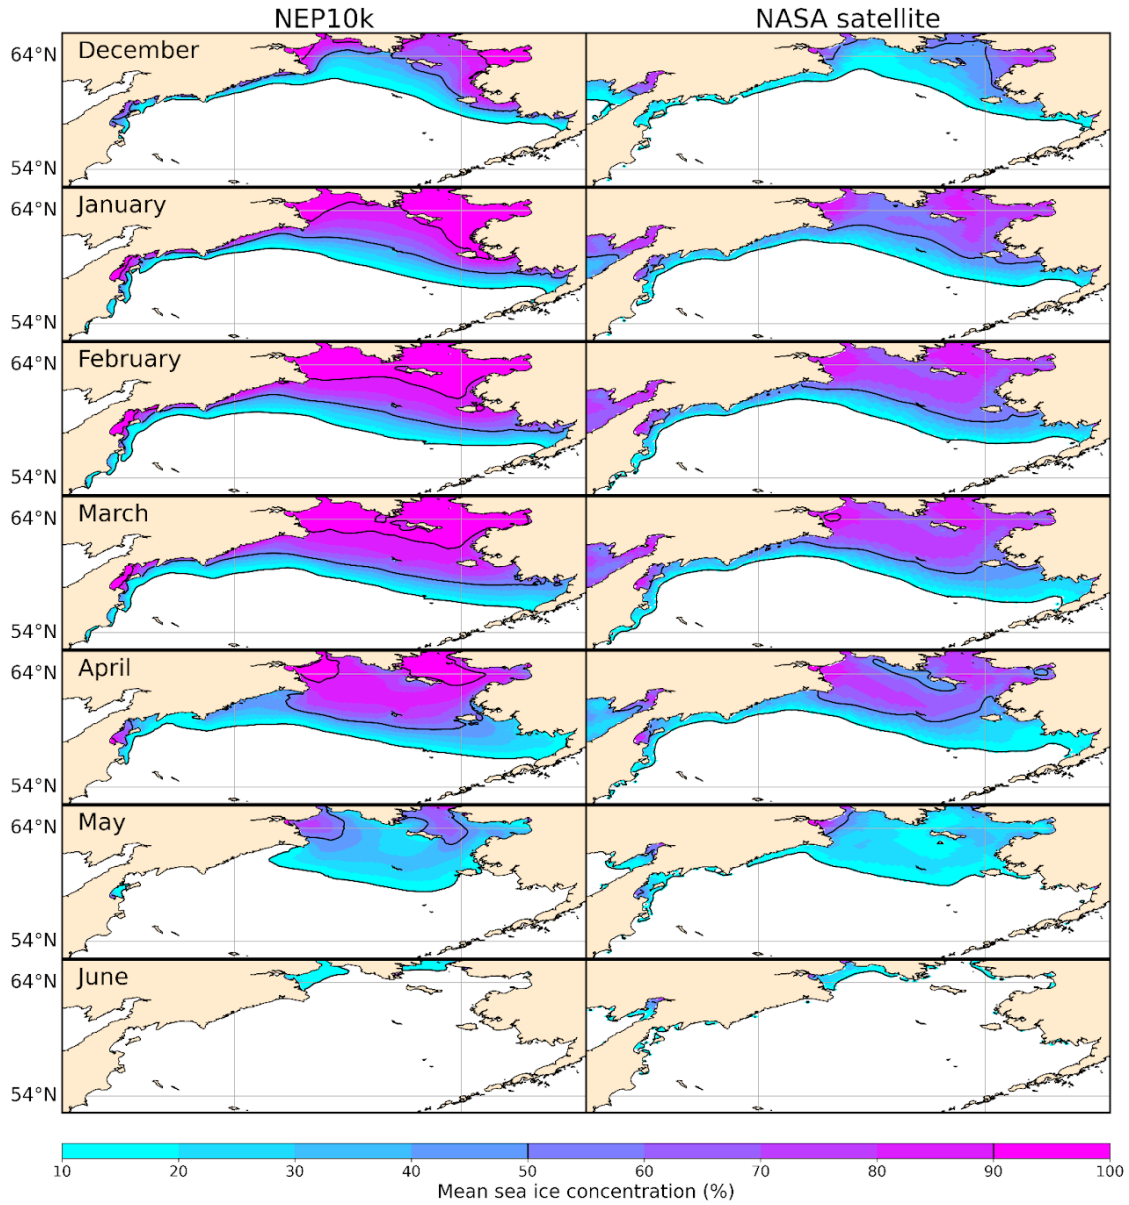 NEP10k NASA satellite
December
64°N
54°N
January
64°N
54°N
February
64°N
54°N
March
64°N
54°N
April
64°N
54°N
May
64°N
54°N
June
64°N
54°N
10 20 30 40 50 60 70 80 90 100
Mean sea ice concentration (%)